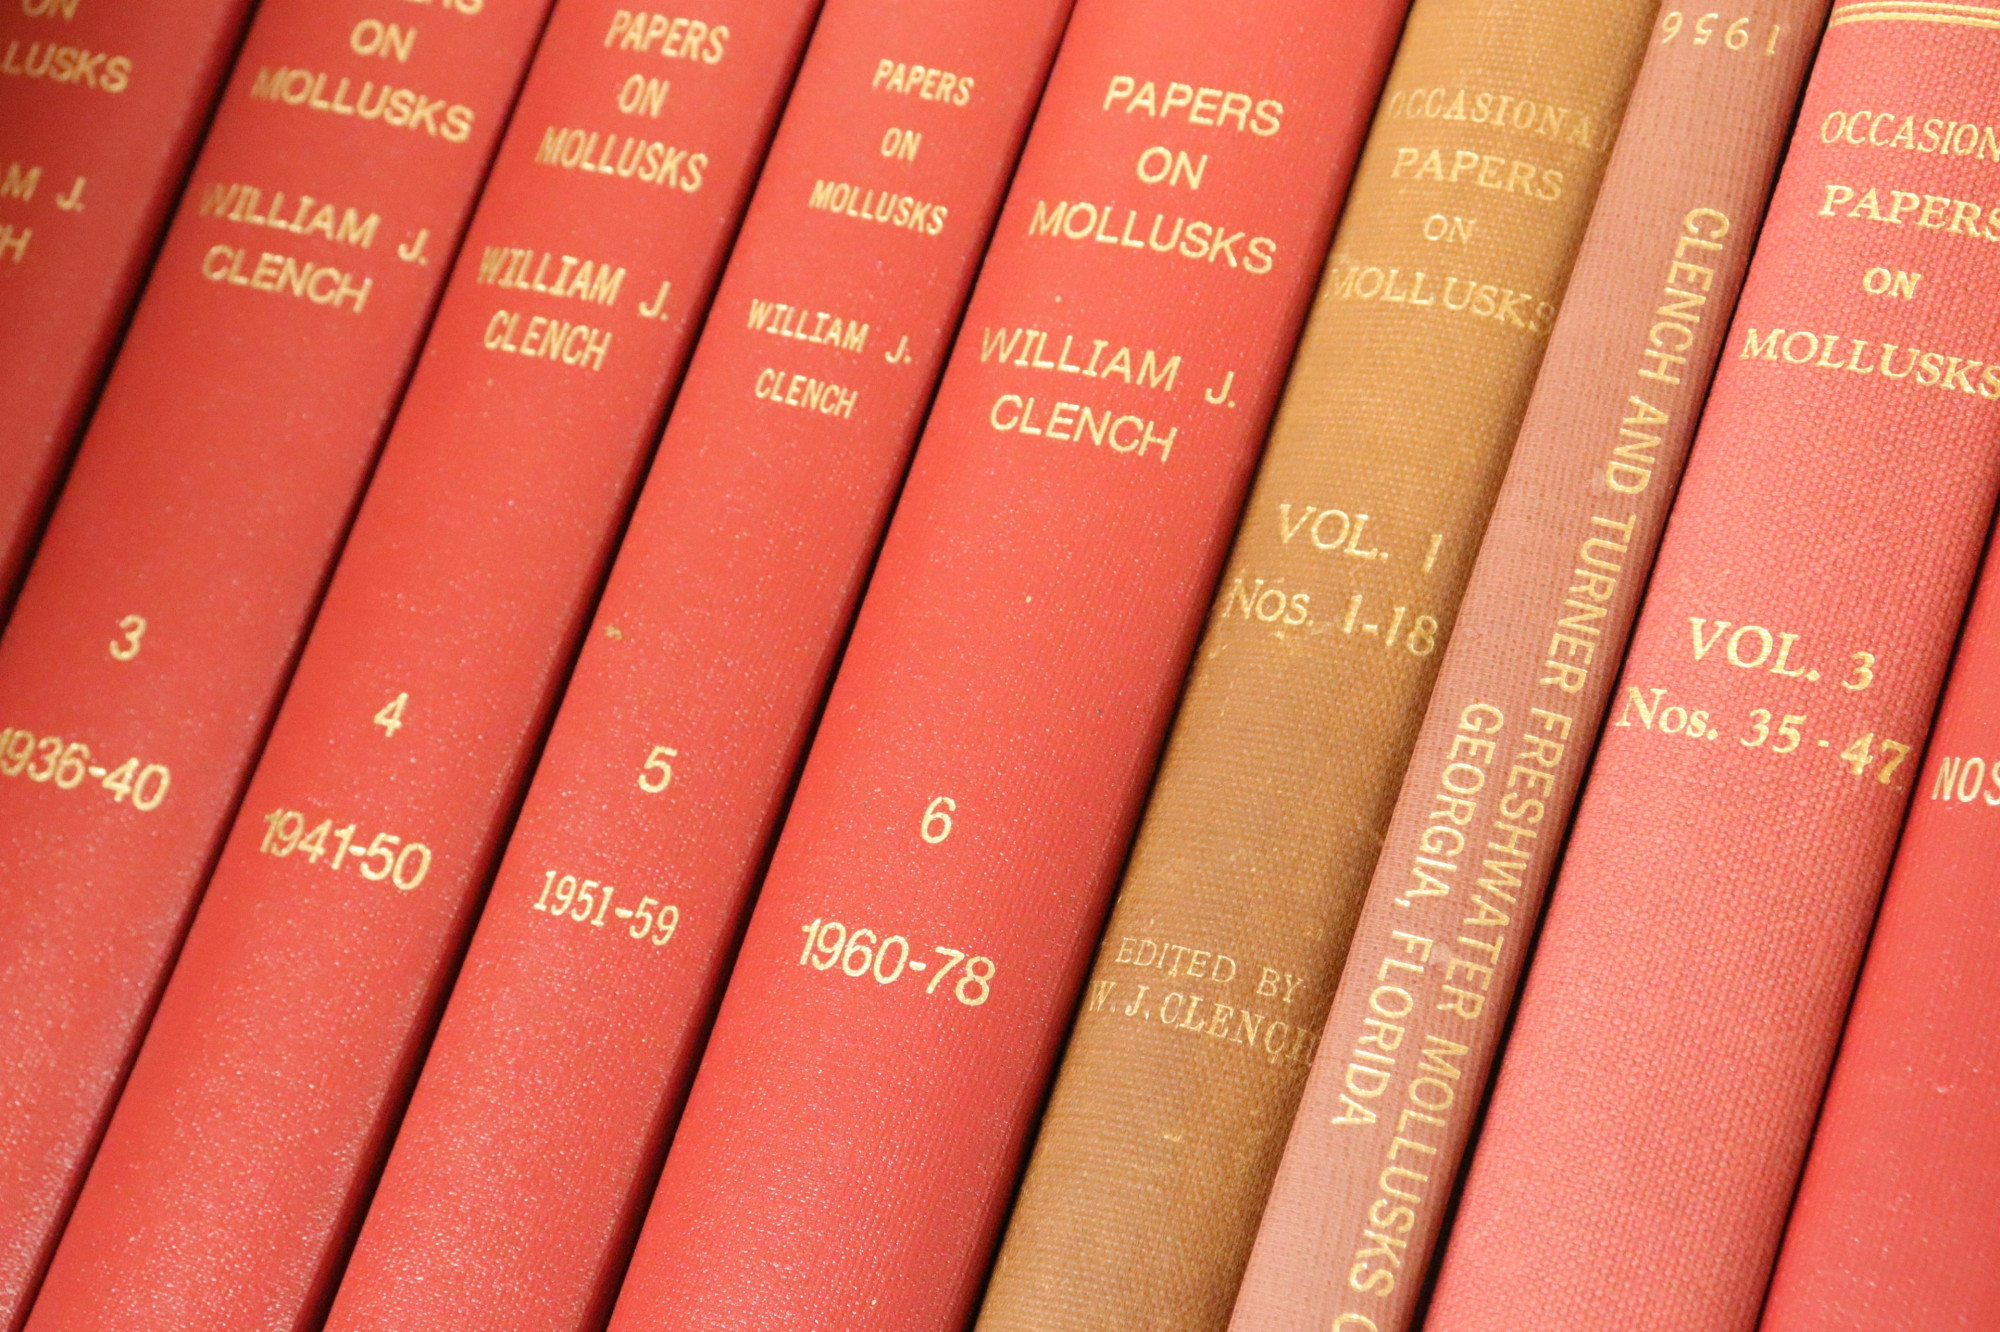 ON
MOLLUSKS
J.
3
1936-40
ON
MOLLUSKS
WILLIAM J.
CLENCH
4
1941-50
PAPERS
ON
MOLLUSKS
WILLIAM J.
CLENCH
5
1951-59
PAPERS
ON
MOLLUSKS
WILLIAM J.
CLENCH
6
1960-78
PAPERS
ON
MOLLUSKS
WILLIAM J.
CLENCH
OCCASIONA
PAPERS
ON
MOLLUSKS
VOL. 1
NOS. 1-18
EDITED BY
W. J. CLENCH
1956
CLENCH AND TURNER FRESHWATER MOLLUSKS
GEORGIA, FLORIDA
OCCASION
PAPERS
ON
MOLLUSKS
VOL. 3
Nos. 35 - 47
NOS